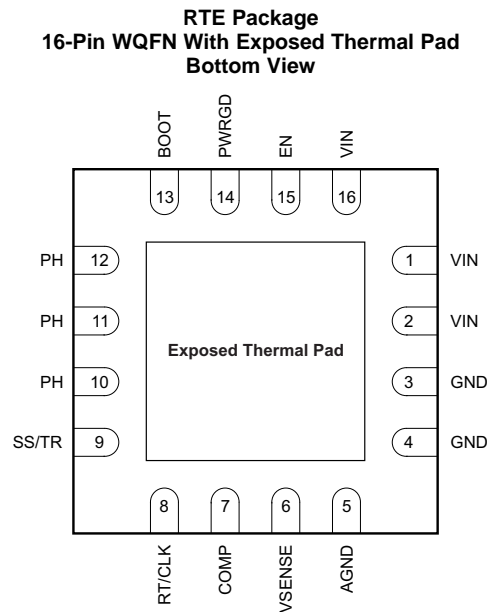 RTE Package
16-Pin WQFN With Exposed Thermal Pad
Bottom View
BOOT
PWRGD
EN
VIN
13
14
15
16
PH 12
1 VIN
PH 11
2 VIN
Exposed Thermal Pad
PH 10
3 GND
SS/TR 9
4 GND
8
7
6
5
RT/CLK
COMP
VSENSE
AGND